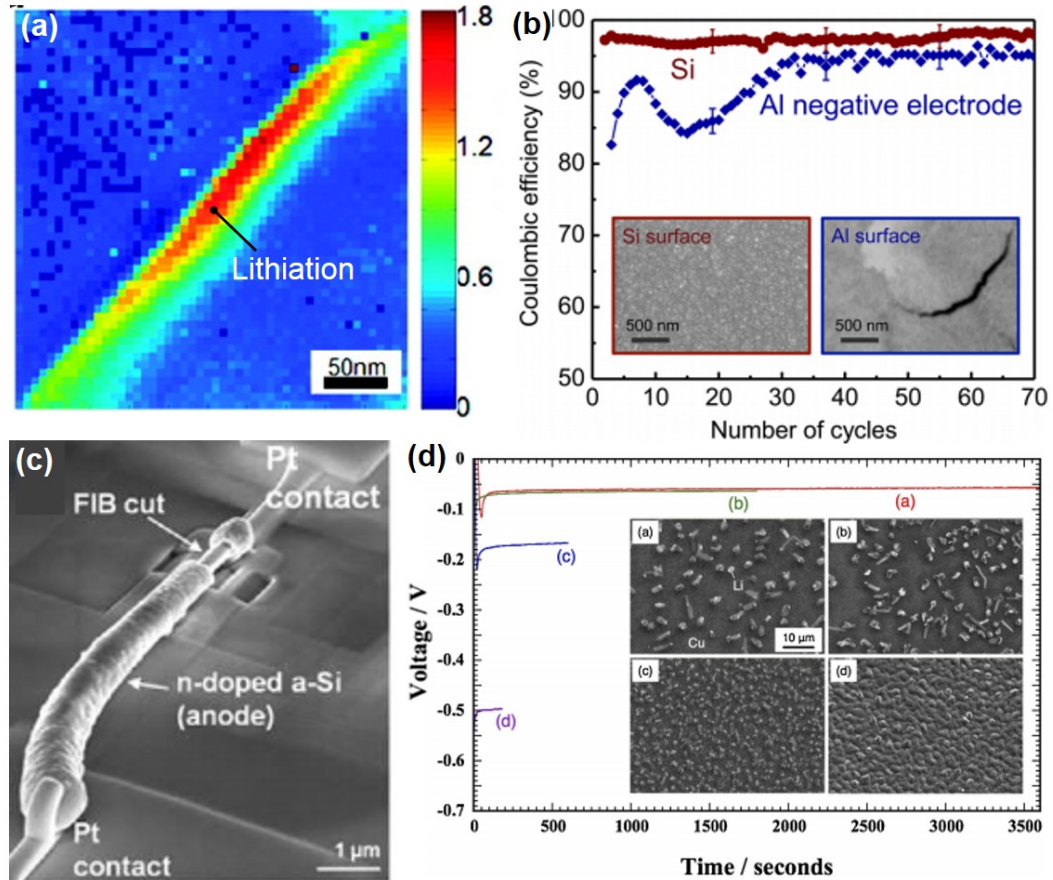 (a)
1.8
1.2
0.6
0
Lithiation
50nm
(b)
Coulombic efficiency (%)
100
90
80
70
60
50
Si
Al negative electrode
Si surface
500 nm
Al surface
500 nm
0
10
20
30
40
50
60
70
Number of cycles
(c)
Pt
contact
FIB cut
n-doped a-Si
(anode)
Pt
contact
1 µm
(d)
Voltage / V
0
-0.1
-0.2
-0.3
-0.4
-0.5
-0.6
-0.7
(b)
(a)
(c)
(d)
(a)
Li
Cu
10 µm
(b)
(c)
(d)
0
500
1000
1500
2000
2500
3000
3500
Time / seconds